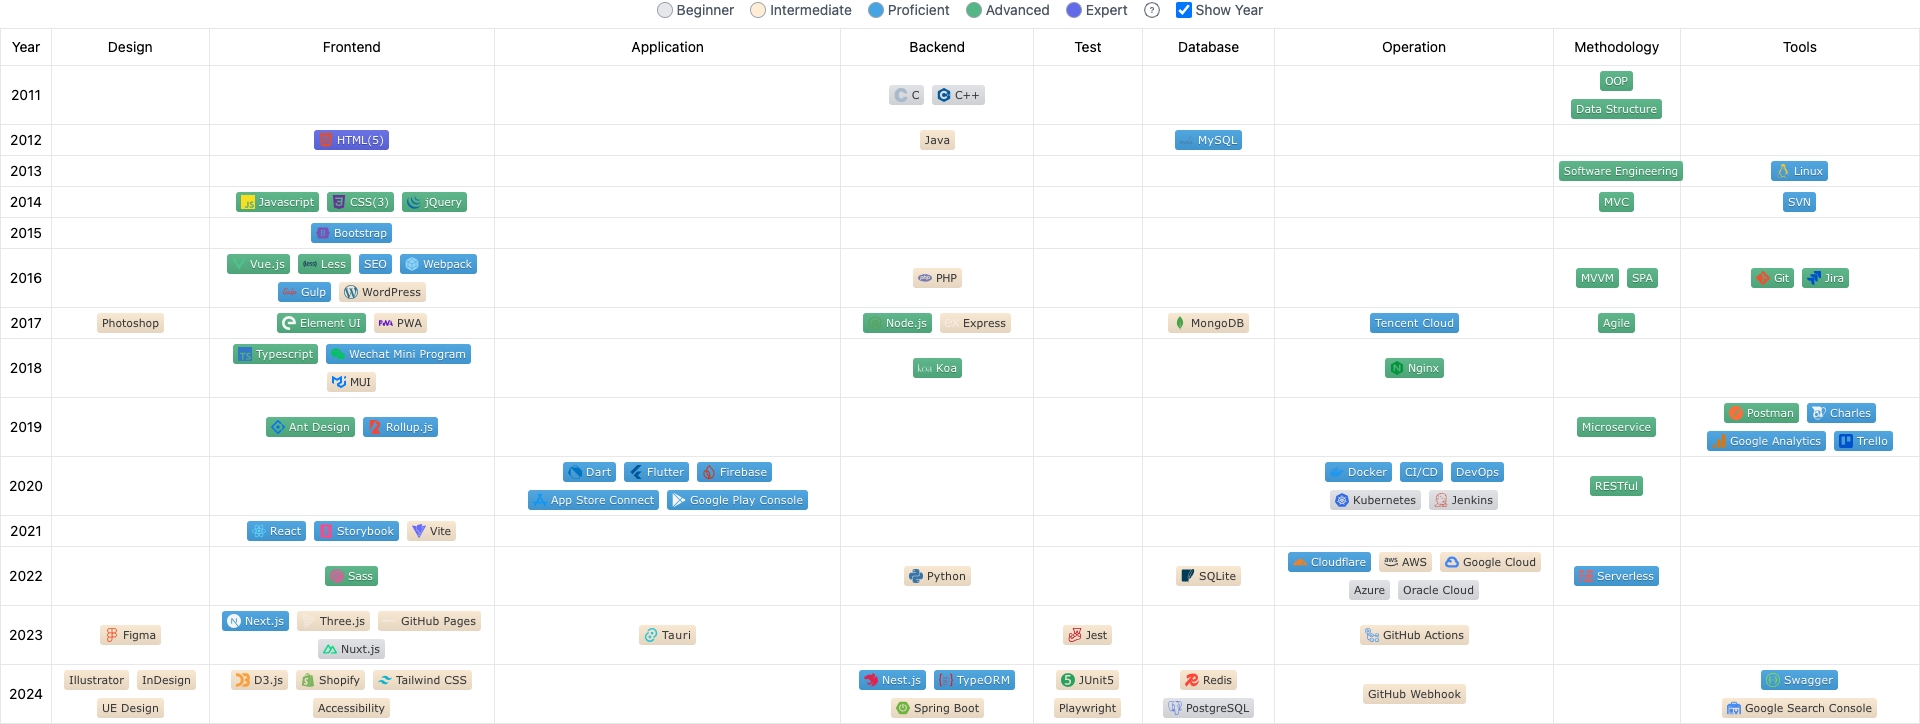 Beginner Intermediate Proficient Advanced Expert ? Show Year
Year Design Frontend Application Backend Test Database Operation Methodology Tools
2011
C C++
OOP
Data Structure
2012 HTML(5) Java MySQL
2013 Software Engineering Linux
2014 Javascript CSS(3) jQuery MVC SVN
2015 Bootstrap
2016
Vue.js Less SEO Webpack
Gulp WordPress
PHP
MVVM SPA
Git Jira
2017 Photoshop Element UI PWA Node.js Express MongoDB Tencent Cloud Agile
2018
Typescript Wechat Mini Program
MUI
Koa
Nginx
2019
Ant Design Rollup.js
Microservice
Postman Charles
Google Analytics Trello
2020
Dart Flutter Firebase
App Store Connect Google Play Console
Docker CI/CD DevOps
Kubernetes Jenkins
RESTful
2021 React Storybook Vite
2022
Sass
Python
SQLite
Cloudflare aws AWS Google Cloud
Azure Oracle Cloud
Serverless
2023
Figma
Next.js Three.js GitHub Pages
Nuxt.js
Tauri
Jest
GitHub Actions
2024
Illustrator InDesign
UE Design
D3.js Shopify Tailwind CSS
Accessibility
Nest.js TypeORM
Spring Boot
JUnit5
Playwright
Redis
PostgreSQL
GitHub Webhook
Swagger
Google Search Console